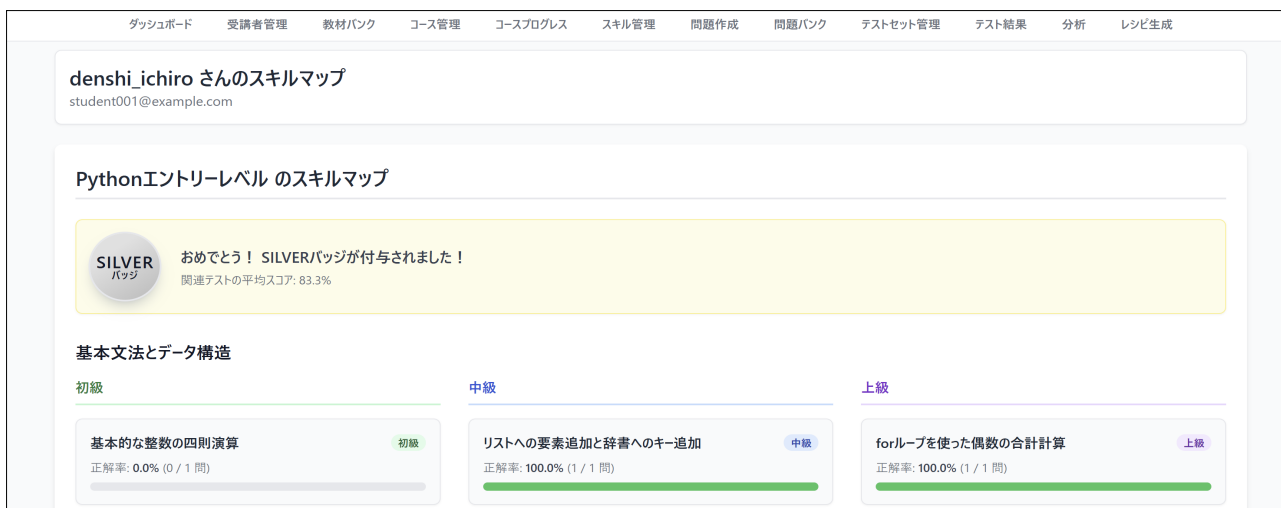 ダッシュボード 受講者管理 教材バンク コース管理 コースプログレス スキル管理 問題作成 問題バンク テストセット管理 テスト結果 分析 レシピ生成
denshi_ichiro さんのスキルマップ
student001@example.com
Pythonエントリーレベル のスキルマップ
SILVER
バッジ
おめでとう！ SILVERバッジが付与されました！
関連テストの平均スコア: 83.3%
基本文法とデータ構造
初級 中級 上級
基本的な整数の四則演算 初級 リストへの要素追加と辞書へのキー追加 中級 forループを使った偶数の合計計算 上級
正解率: 0.0% (0 / 1 問) 正解率: 100.0% (1 / 1 問) 正解率: 100.0% (1 / 1 問)